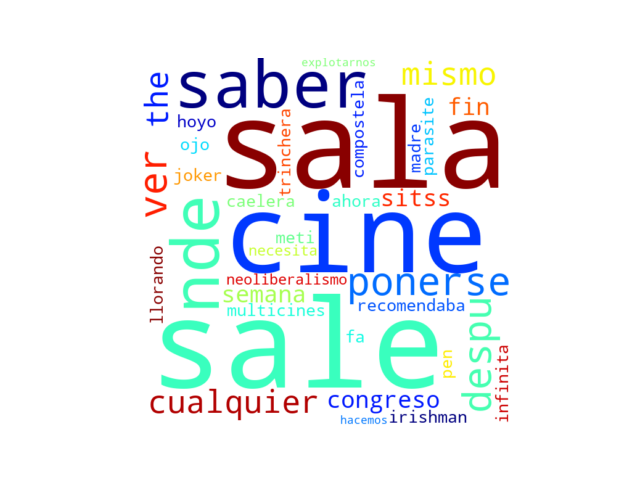 explotarnos
saber
mismo
the
sala
fin
hoyo
trinchera
compostela
madre
parasite
ojo
ver
joker
nde
caelera
ahora
sitss
cine
meti
necesita
llorando
neoliberalismo
ponerse
semana
sale
recomendaba
multicines
despu
fa
pen
infinita
cualquier
congreso
hacemos
irishman